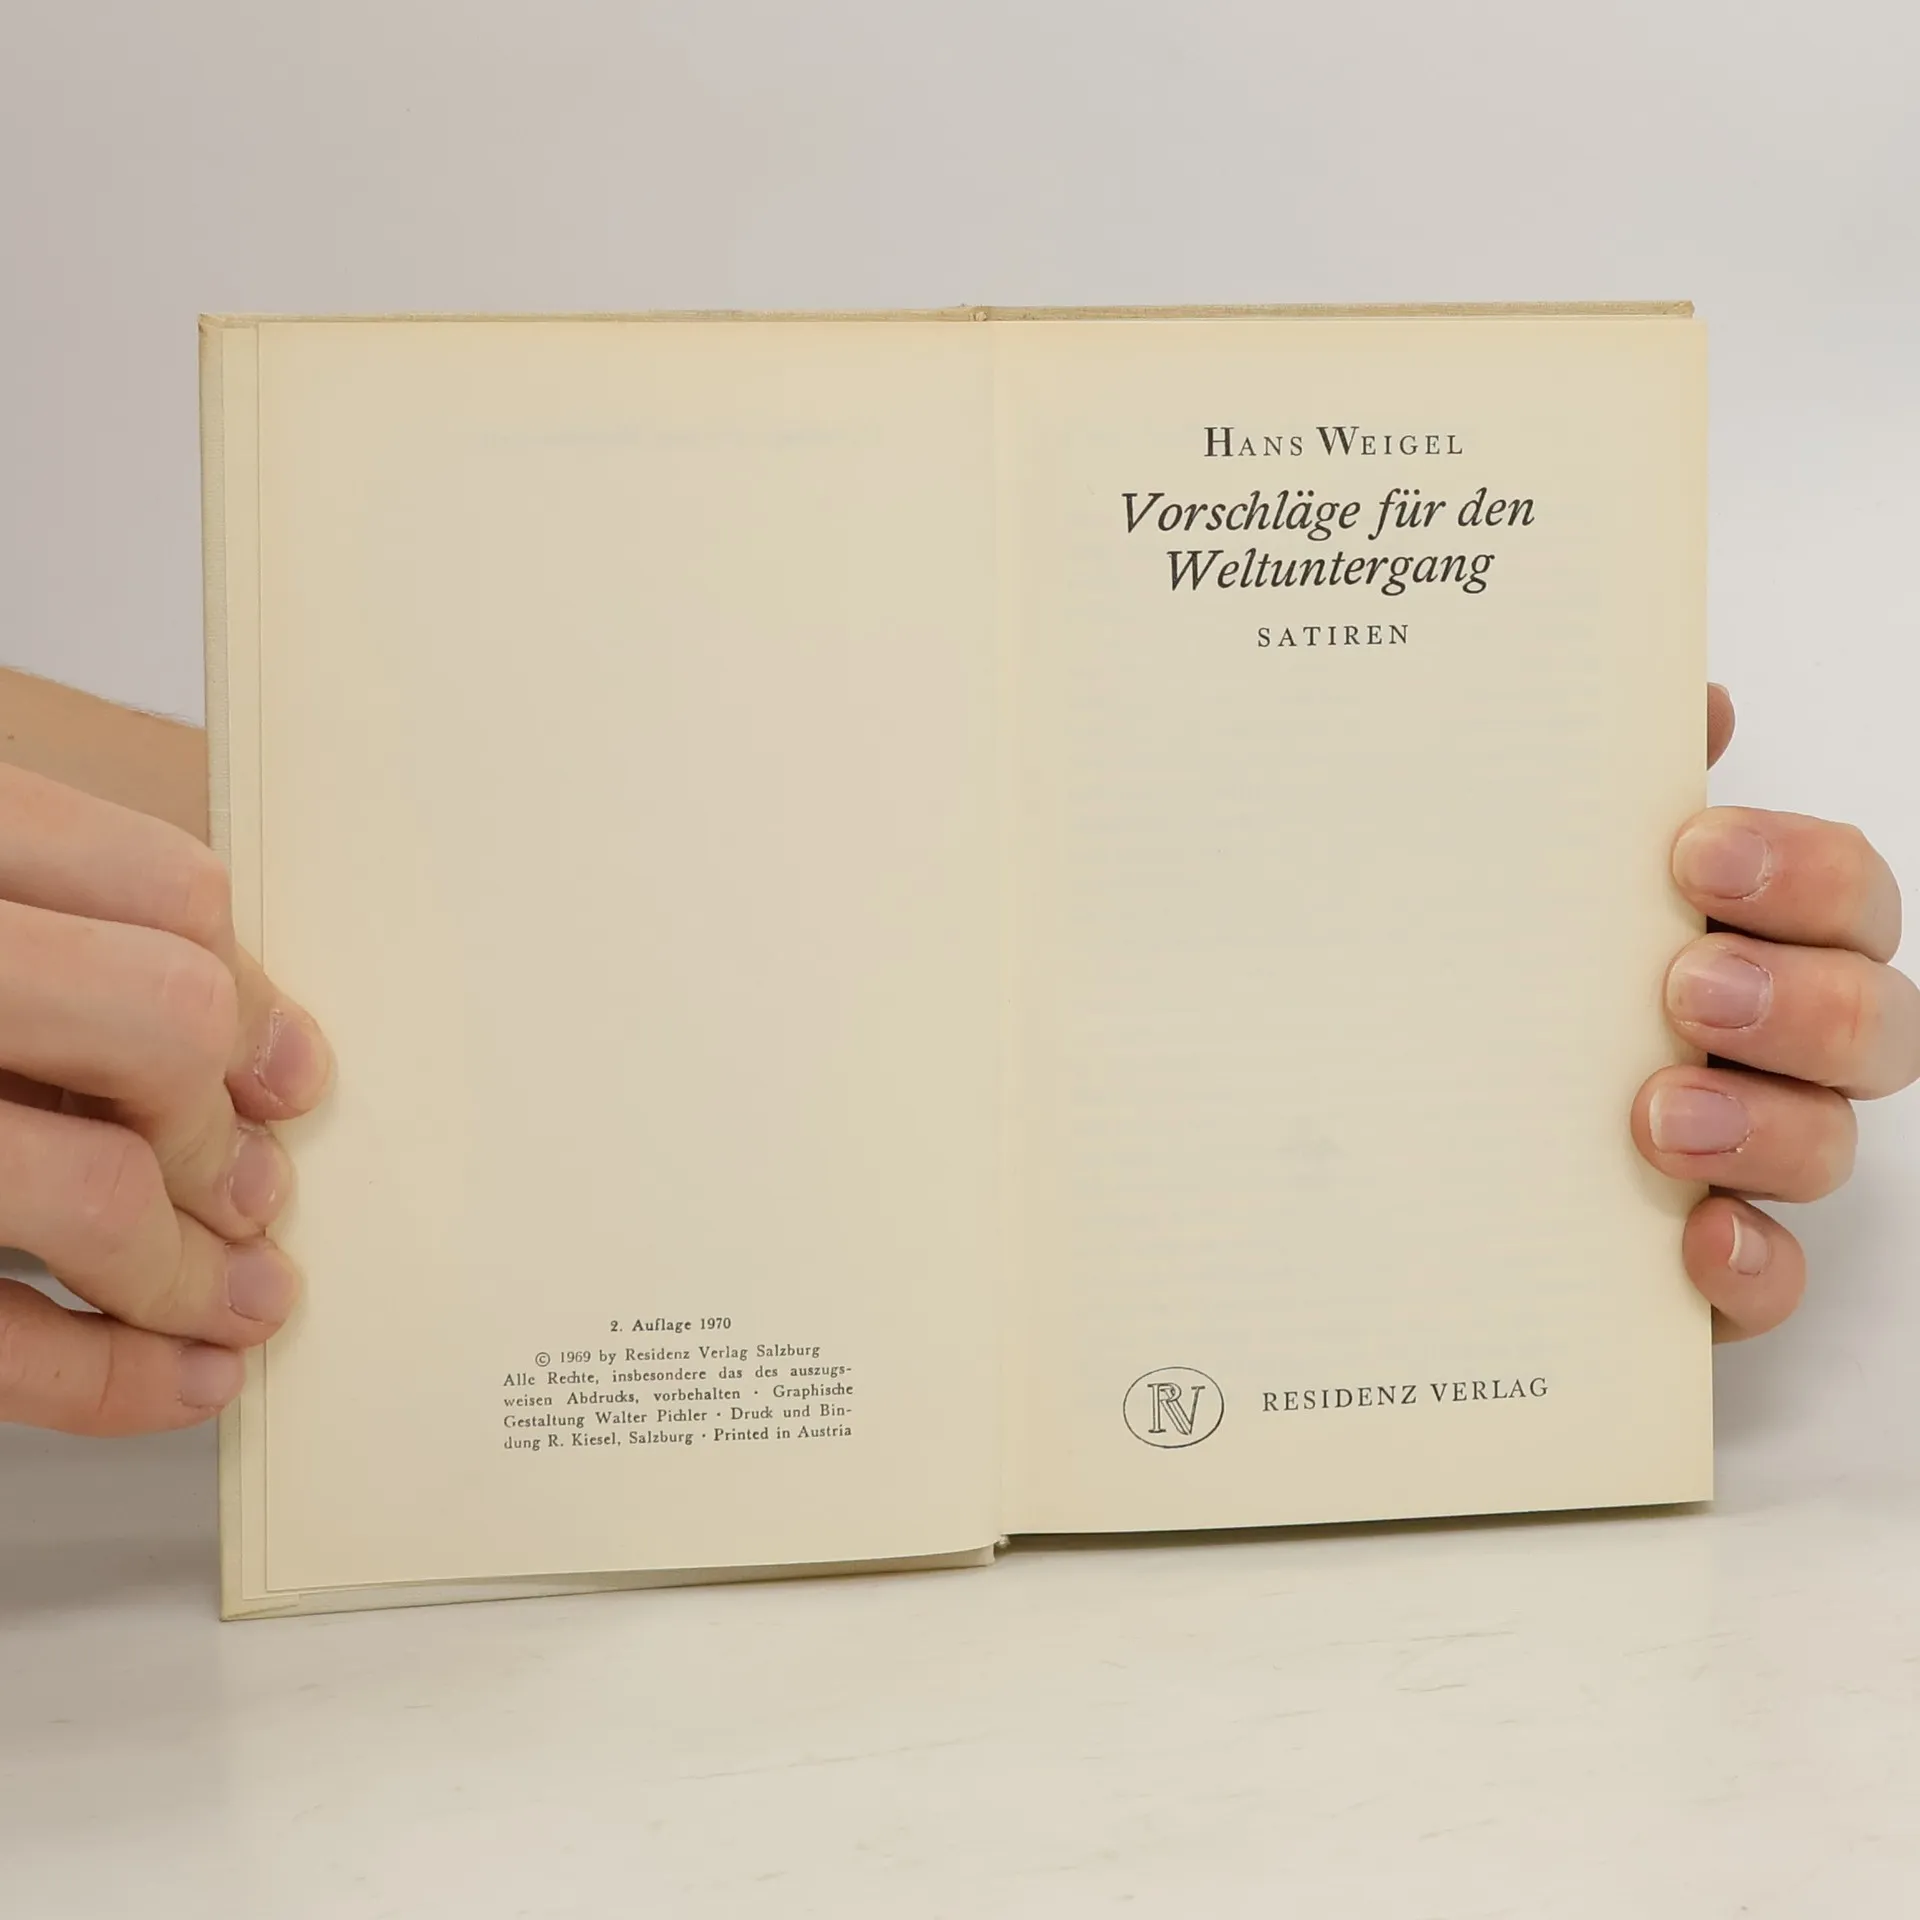 2. Auflage 1970
© 1969 by Residenz Verlag Salzburg
Alle Rechte, insbesondere das des auszugs-
weisen Abdrucks, vorbehalten · Graphische
Gestaltung Walter Pichler · Druck und Bin-
dung R. Kiesel, Salzburg · Printed in Austria
HANS WEIGEL
Vorschläge für den
Weltuntergang
SATIREN
RV RESIDENZ VERLAG